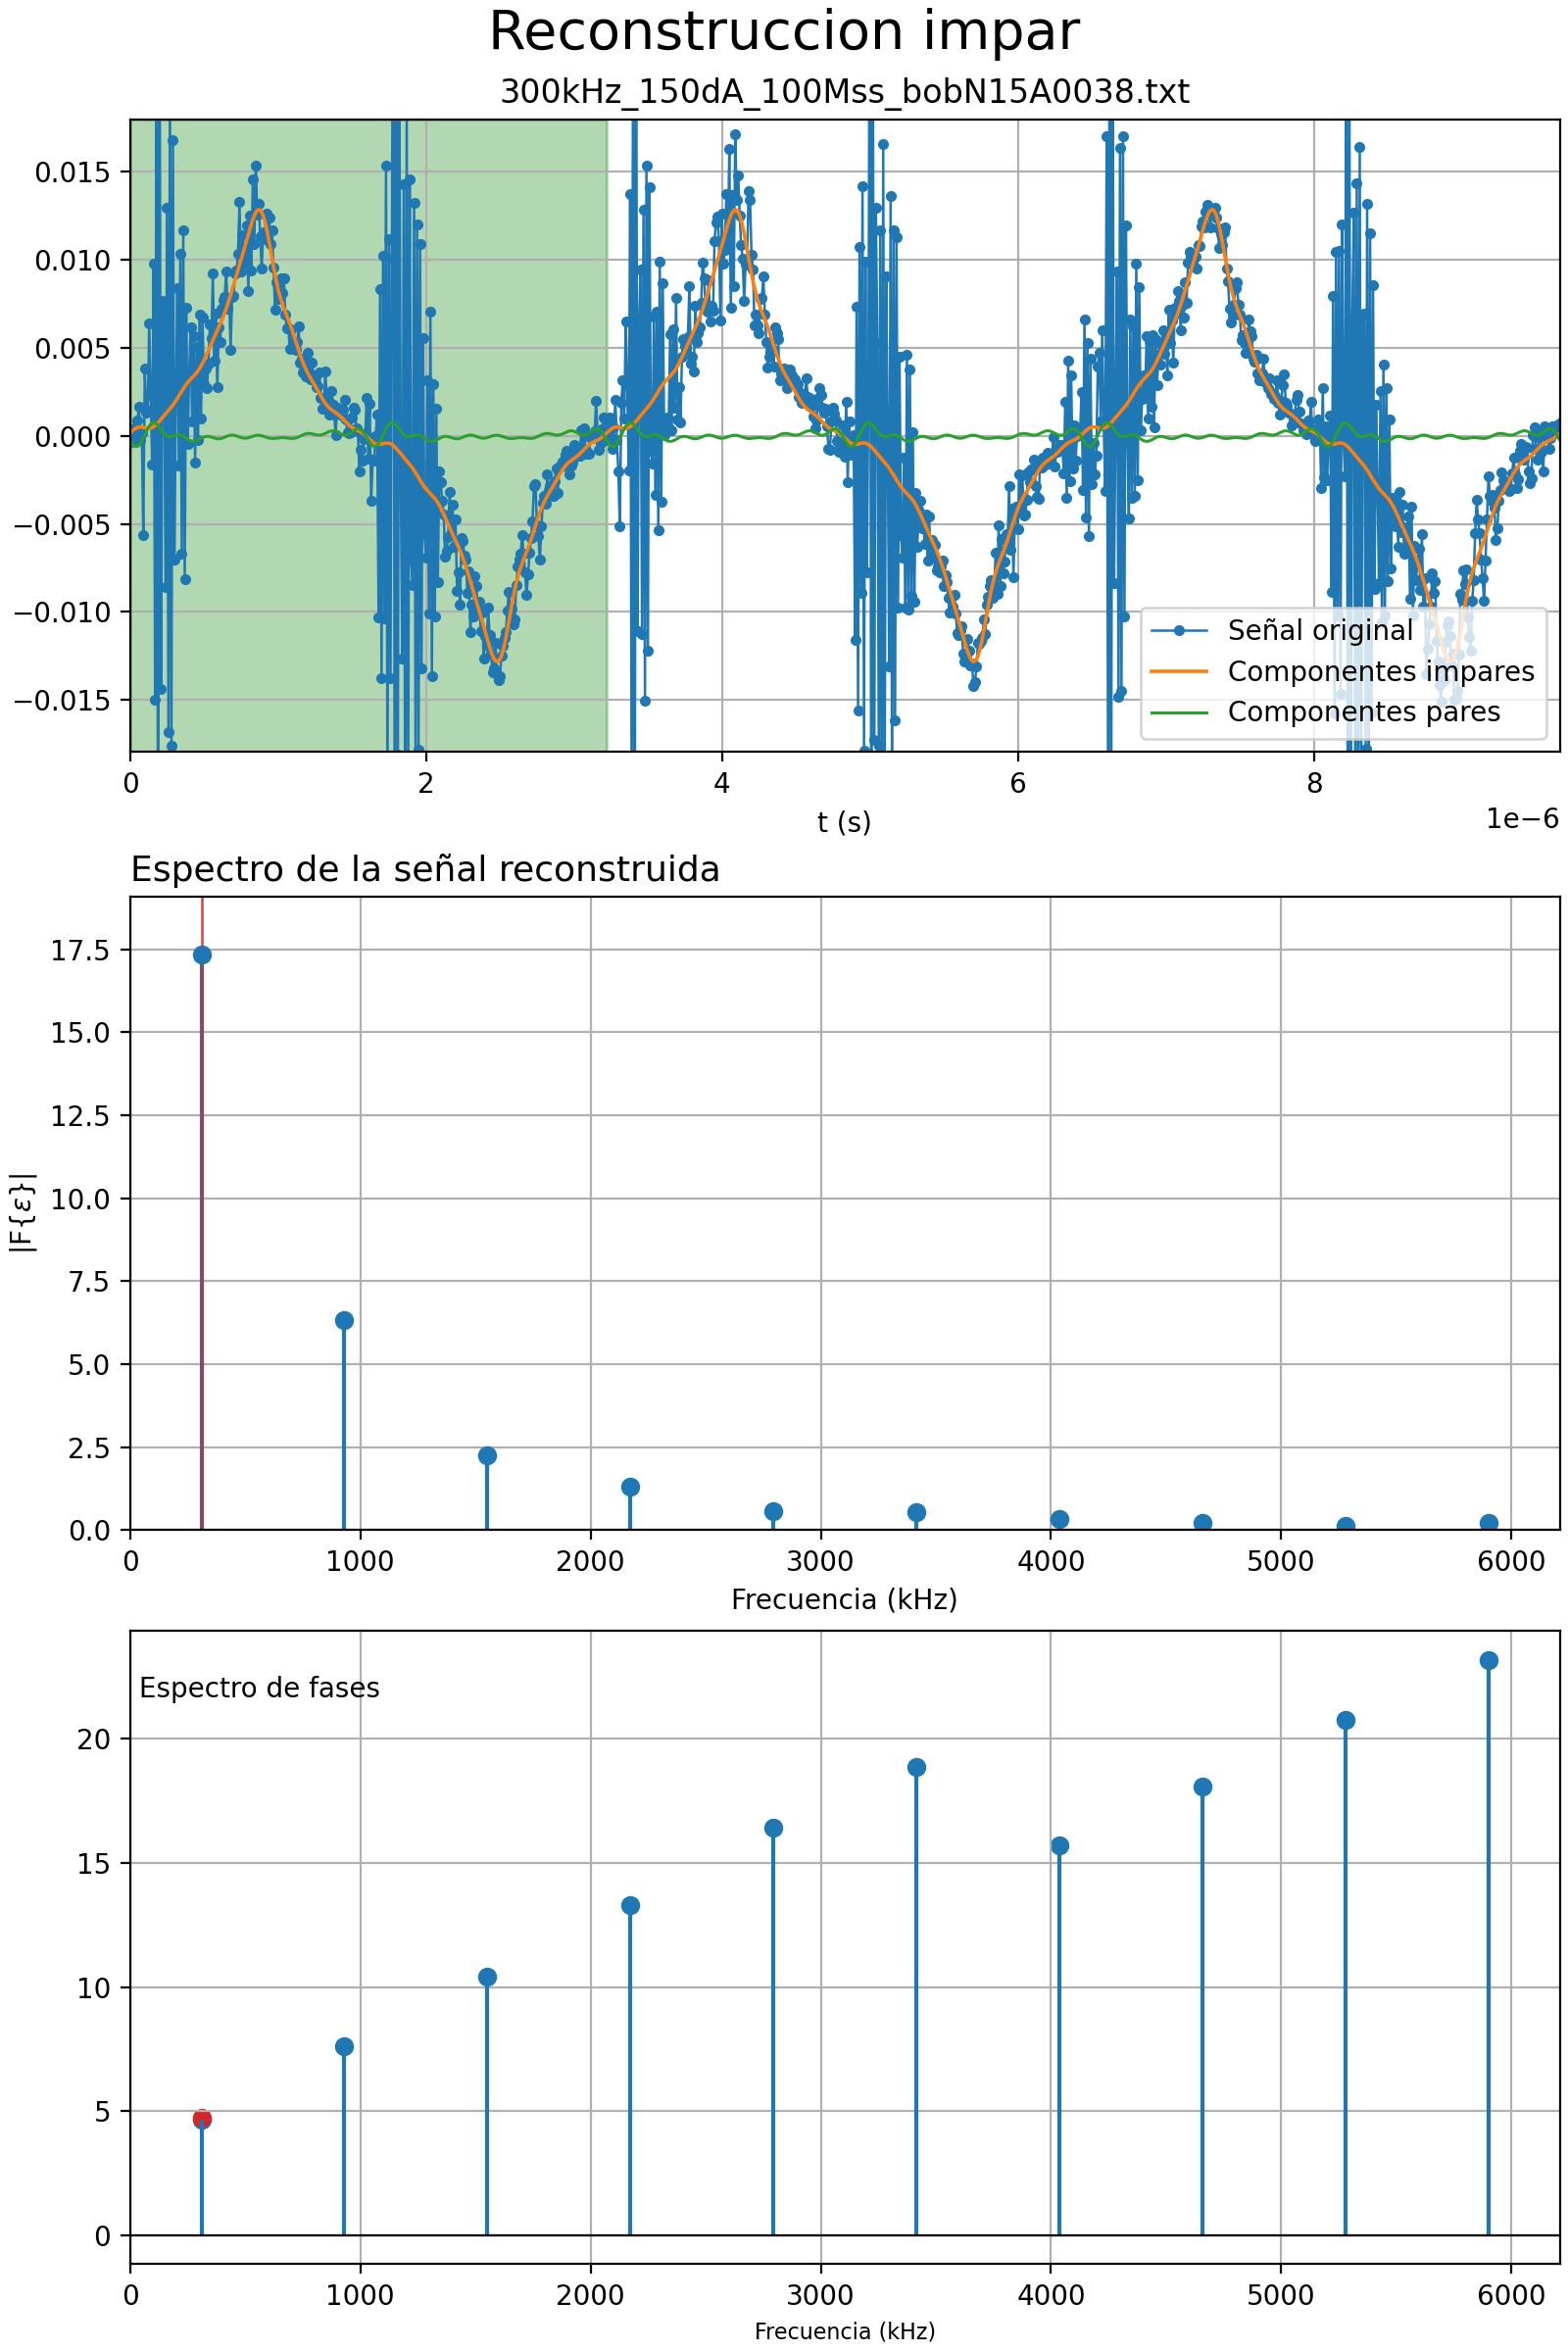 Reconstruccion impar
300kHz_150dA_100Mss_bobN15A0038.txt
0.015
0.010
0.005
0.000
−0.005
−0.010
−0.015
Señal original
Componentes impares
Componentes pares
0 2 4 6 8
t (s)
1e−6
Espectro de la señal reconstruida
17.5
15.0
12.5
10.0
7.5
5.0
2.5
0.0
|F{ε}|
0 1000 2000 3000 4000 5000 6000
Frecuencia (kHz)
Espectro de fases
20
15
10
5
0
0 1000 2000 3000 4000 5000 6000
Frecuencia (kHz)